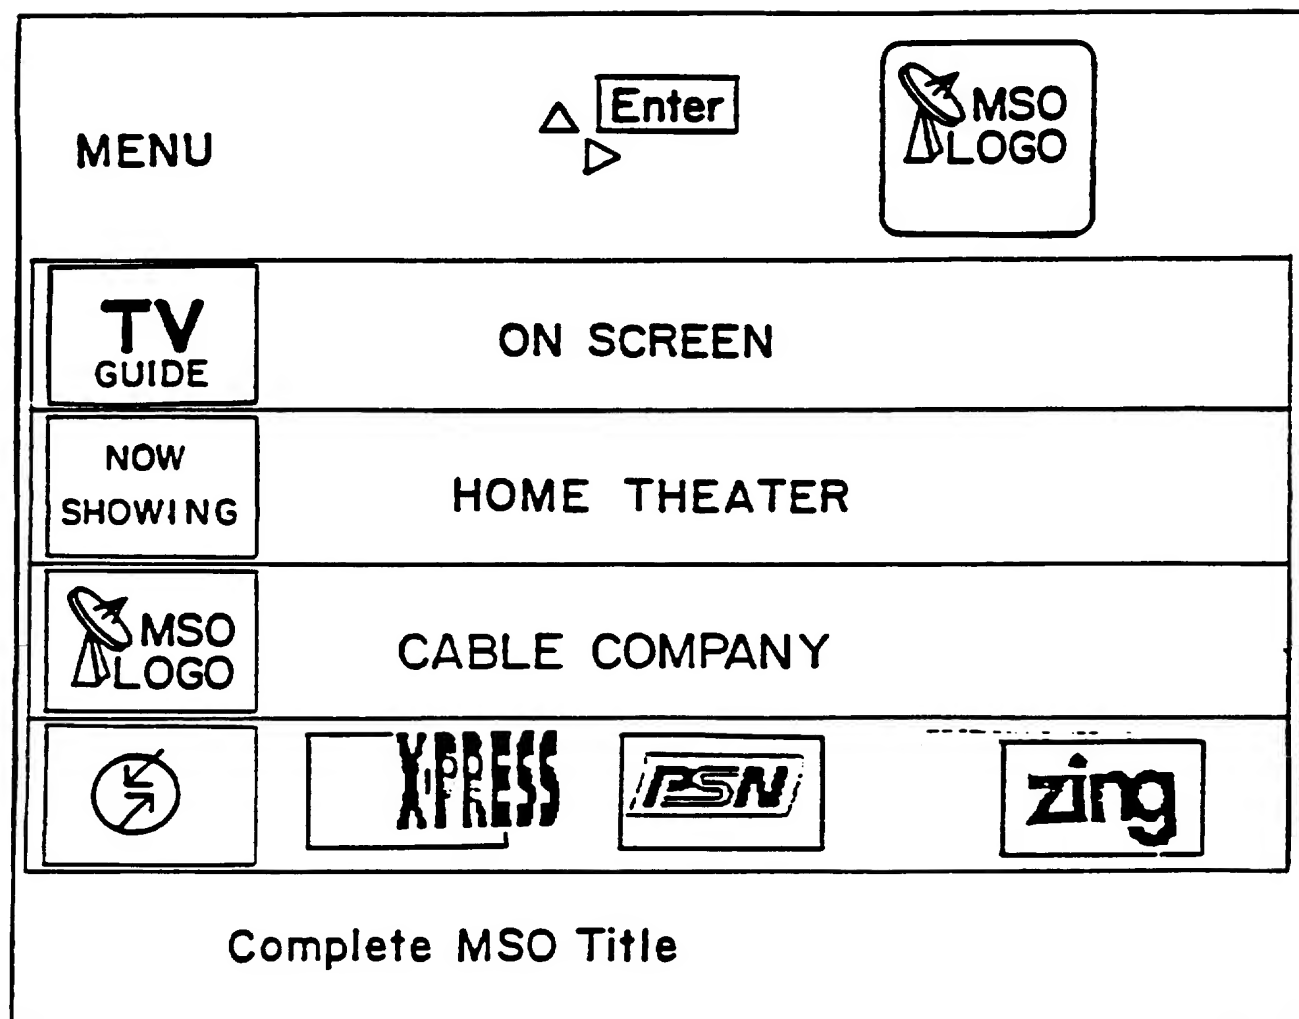 MENU
Enter
MSO
LOGO
TV
GUIDE
ON SCREEN
NOW
SHOWING
HOME THEATER
MSO
LOGO
CABLE COMPANY
X·PRESS
PSN
zing
Complete MSO Title